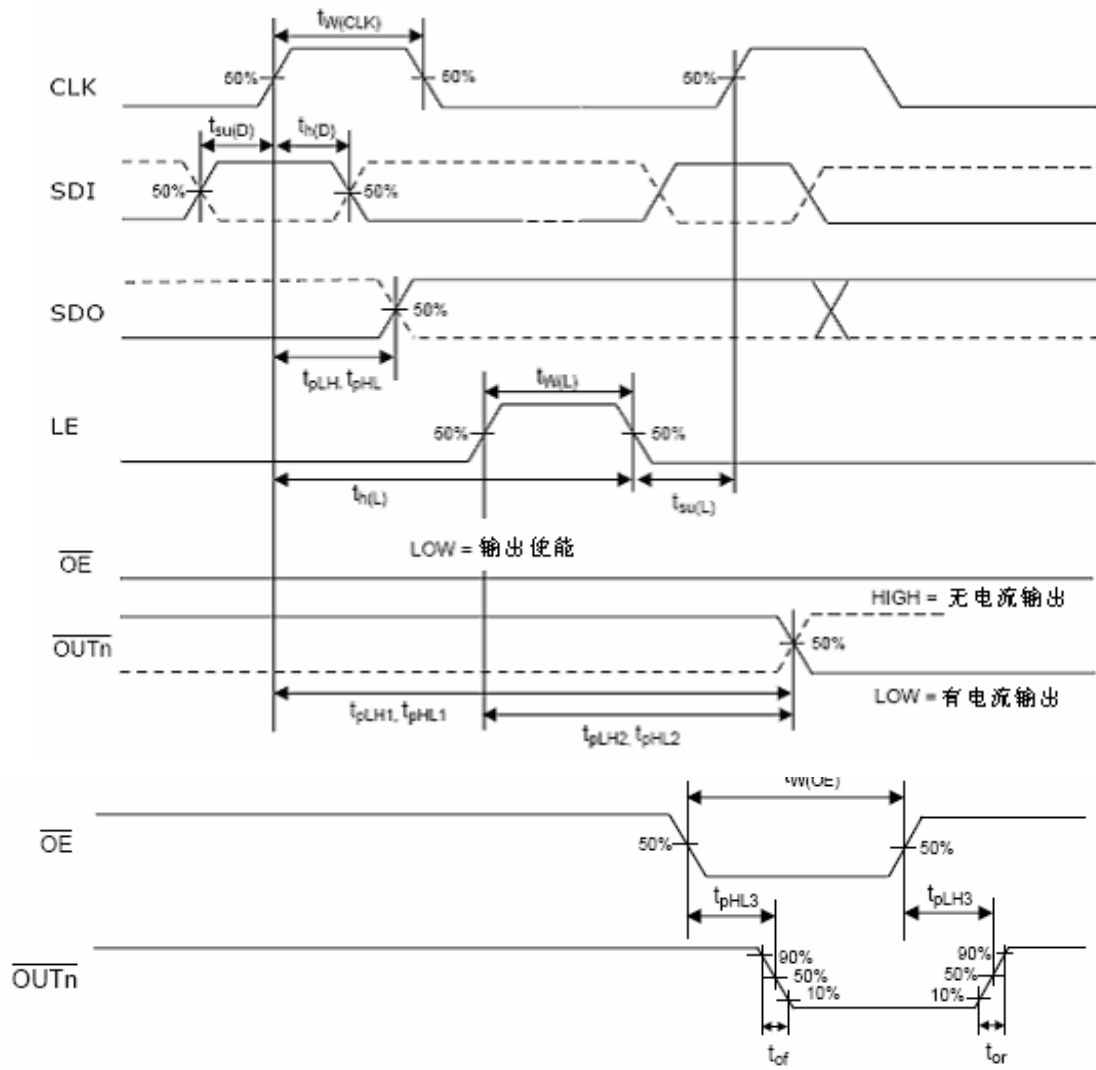 tW(CLK)
CLK
50%
50%
50%
tsu(D)
th(D)
SDI
50%
50%
SDO
50%
tpLH, tpHL
tW(L)
LE
50%
50%
th(L)
tsu(L)
LOW = 输出使能
OE
HIGH = 无电流输出
OUTn
50%
LOW = 有电流输出
tpLH1, tpHL1
tpLH2, tpHL2
tW(OE)
OE
50%
50%
tpHL3
tpLH3
OUTn
90%
50%
10%
90%
50%
10%
tof
tor